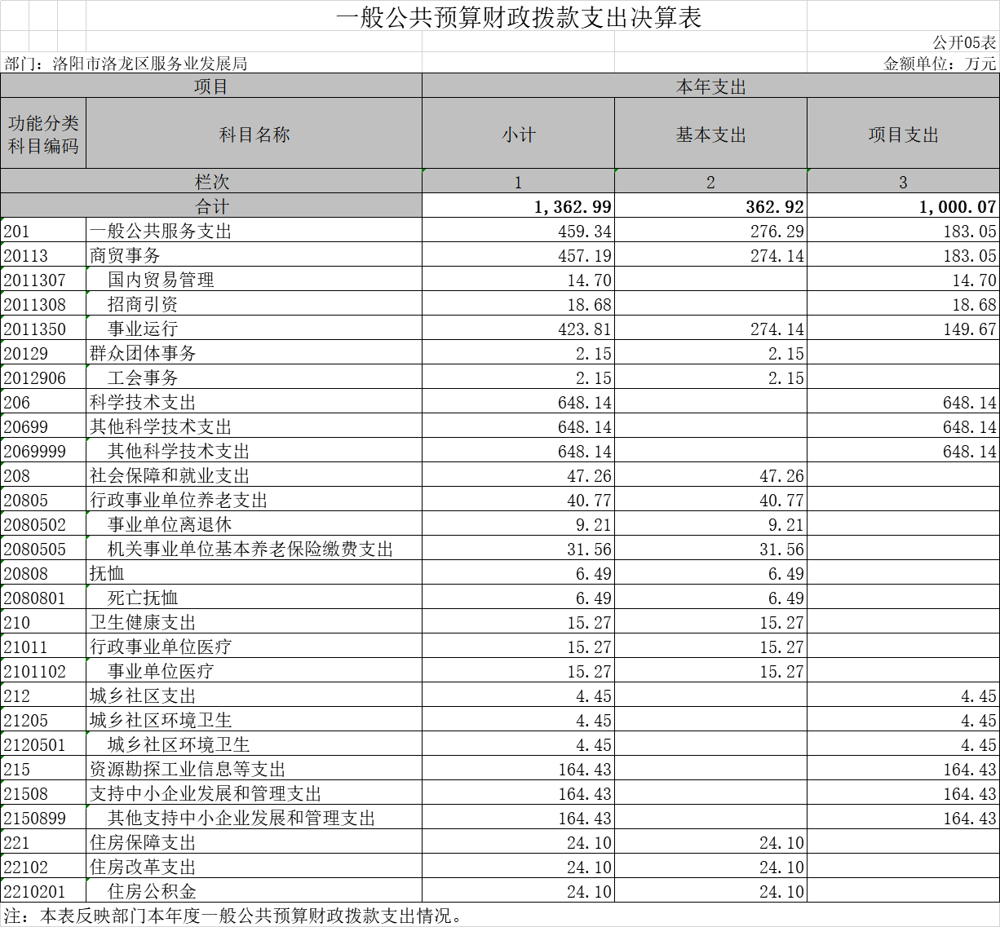 一般公共预算财政拨款支出决算表
公开05表
部门：洛阳市洛龙区服务业发展局 金额单位：万元
项目 本年支出
功能分类科目编码 科目名称 小计 基本支出 项目支出
栏次 1 2 3
合计 1,362.99 362.92 1,000.07
201 一般公共服务支出 459.34 276.29 183.05
20113 商贸事务 457.19 274.14 183.05
2011307 国内贸易管理 14.70 14.70
2011308 招商引资 18.68 18.68
2011350 事业运行 423.81 274.14 149.67
20129 群众团体事务 2.15 2.15
2012906 工会事务 2.15 2.15
206 科学技术支出 648.14 648.14
20699 其他科学技术支出 648.14 648.14
2069999 其他科学技术支出 648.14 648.14
208 社会保障和就业支出 47.26 47.26
20805 行政事业单位养老支出 40.77 40.77
2080502 事业单位离退休 9.21 9.21
2080505 机关事业单位基本养老保险缴费支出 31.56 31.56
20808 抚恤 6.49 6.49
2080801 死亡抚恤 6.49 6.49
210 卫生健康支出 15.27 15.27
21011 行政事业单位医疗 15.27 15.27
2101102 事业单位医疗 15.27 15.27
212 城乡社区支出 4.45 4.45
21205 城乡社区环境卫生 4.45 4.45
2120501 城乡社区环境卫生 4.45 4.45
215 资源勘探工业信息等支出 164.43 164.43
21508 支持中小企业发展和管理支出 164.43 164.43
2150899 其他支持中小企业发展和管理支出 164.43 164.43
221 住房保障支出 24.10 24.10
22102 住房改革支出 24.10 24.10
2210201 住房公积金 24.10 24.10
注：本表反映部门本年度一般公共预算财政拨款支出情况。